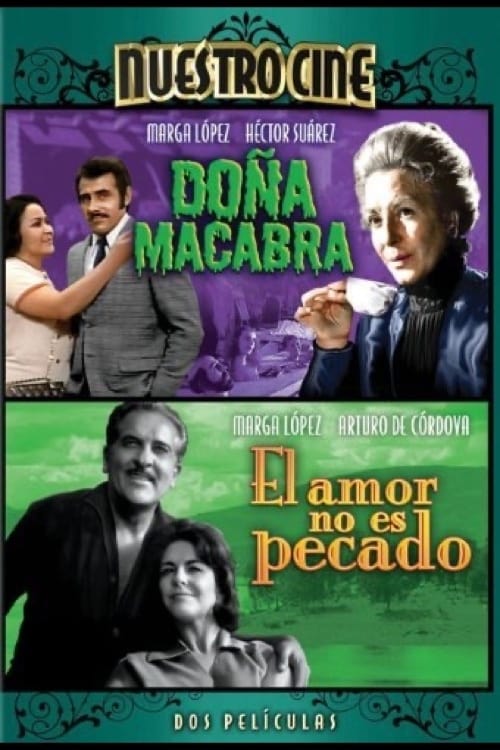 NUESTRO CINE
MARGA LÓPEZ HÉCTOR SUÁREZ
DOÑA
MACABRA
MARGA LÓPEZ ARTURO DE CÓRDOVA
El amor
no es
pecado
DOS PELÍCULAS